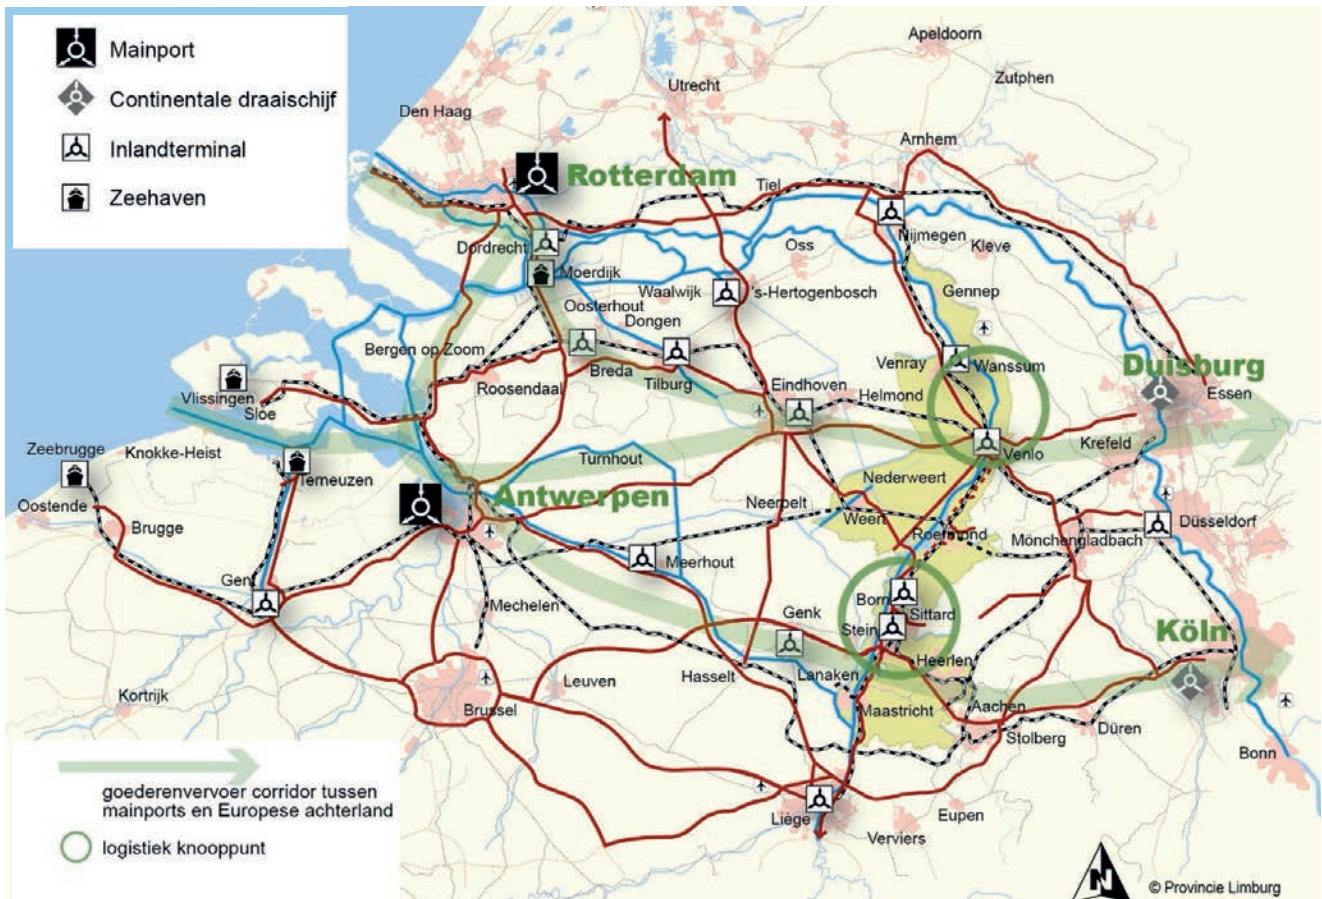 Mainport
Continentale draaischijf
Inlandterminal
Zeehaven
Apeldoorn
Zutphen
Utrecht
Den Haag
Arnhem
Rotterdam
Tiel
Nijmegen
Kleve
Dordrecht
Oss
Moerdijk
Gennep
Waalwijk
's-Hertogenbosch
Oosterhout
Dongen
Bergen op Zoom
Venray
Wanssum
Duisburg
Breda
Tilburg
Roosendaal
Eindhoven
Helmond
Essen
Vlissingen
Sloe
Zeebrugge
Knokke-Heist
Krefeld
Venlo
Turnhout
Terneuzen
Nederweert
Antwerpen
Neerpelt
Oostende
Brugge
Weert
Roermond
Düsseldorf
Mönchengladbach
Meerhout
Gent
Born
Mechelen
Genk
Sittard
Stein
Köln
Heerlen
Hasselt
Lanaken
Leuven
Kortrijk
Brussel
Maastricht
Aachen
Düren
Stolberg
Bonn
goederenvervoer corridor tussen
mainports en Europese achterland
Liège
Eupen
Verviers
logistiek knooppunt
N
© Provincie Limburg